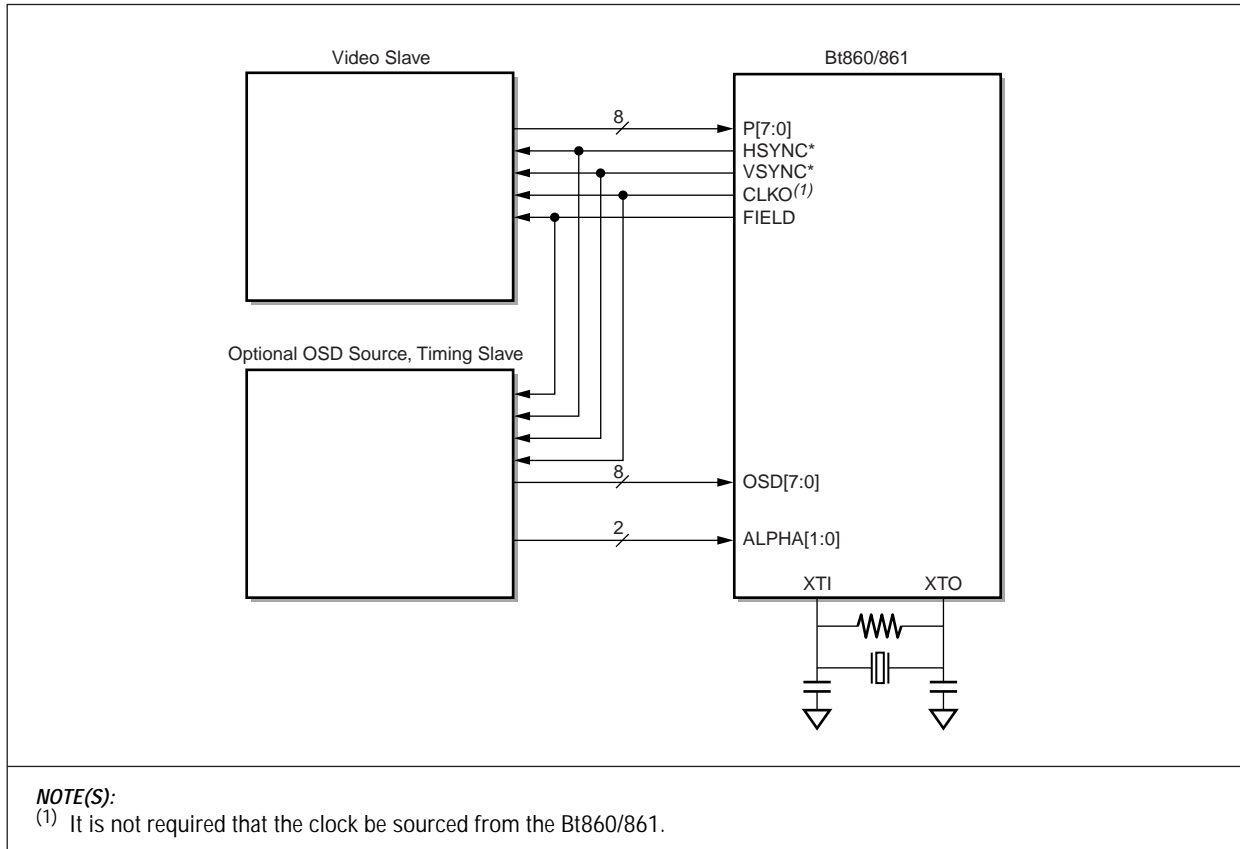 Video Slave
Bt860/861
8
P[7:0]
HSYNC*
VSYNC*
CLKO(1)
FIELD
Optional OSD Source, Timing Slave
8
OSD[7:0]
2
ALPHA[1:0]
XTI
XTO
NOTE(S):
(1) It is not required that the clock be sourced from the Bt860/861.